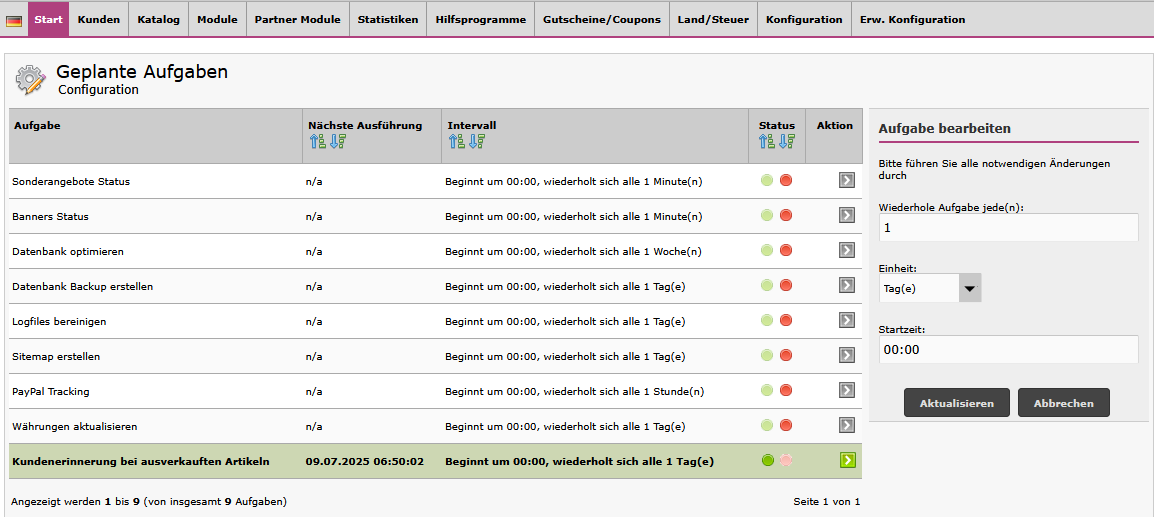 Start Kunden Katalog Module Partner Module Statistiken Hilfsprogramme Gutscheine/Coupons Land/Steuer Konfiguration Erw. Konfiguration
Geplante Aufgaben
Configuration
Aufgabe Nächste Ausführung Intervall Status Aktion
Sonderangebote Status n/a Beginnt um 00:00, wiederholt sich alle 1 Minute(n)
Banners Status n/a Beginnt um 00:00, wiederholt sich alle 1 Minute(n)
Datenbank optimieren n/a Beginnt um 00:00, wiederholt sich alle 1 Woche(n)
Datenbank Backup erstellen n/a Beginnt um 00:00, wiederholt sich alle 1 Tag(e)
Logfiles bereinigen n/a Beginnt um 00:00, wiederholt sich alle 1 Tag(e)
Sitemap erstellen n/a Beginnt um 00:00, wiederholt sich alle 1 Tag(e)
PayPal Tracking n/a Beginnt um 00:00, wiederholt sich alle 1 Stunde(n)
Währungen aktualisieren n/a Beginnt um 00:00, wiederholt sich alle 1 Tag(e)
Kundenerinnerung bei ausverkauften Artikeln 09.07.2025 06:50:02 Beginnt um 00:00, wiederholt sich alle 1 Tag(e)
Angezeigt werden 1 bis 9 (von insgesamt 9 Aufgaben) Seite 1 von 1
Aufgabe bearbeiten
Bitte führen Sie alle notwendigen Änderungen
durch
Wiederhole Aufgabe jede(n):
1
Einheit:
Tag(e)
Startzeit:
00:00
Aktualisieren Abbrechen